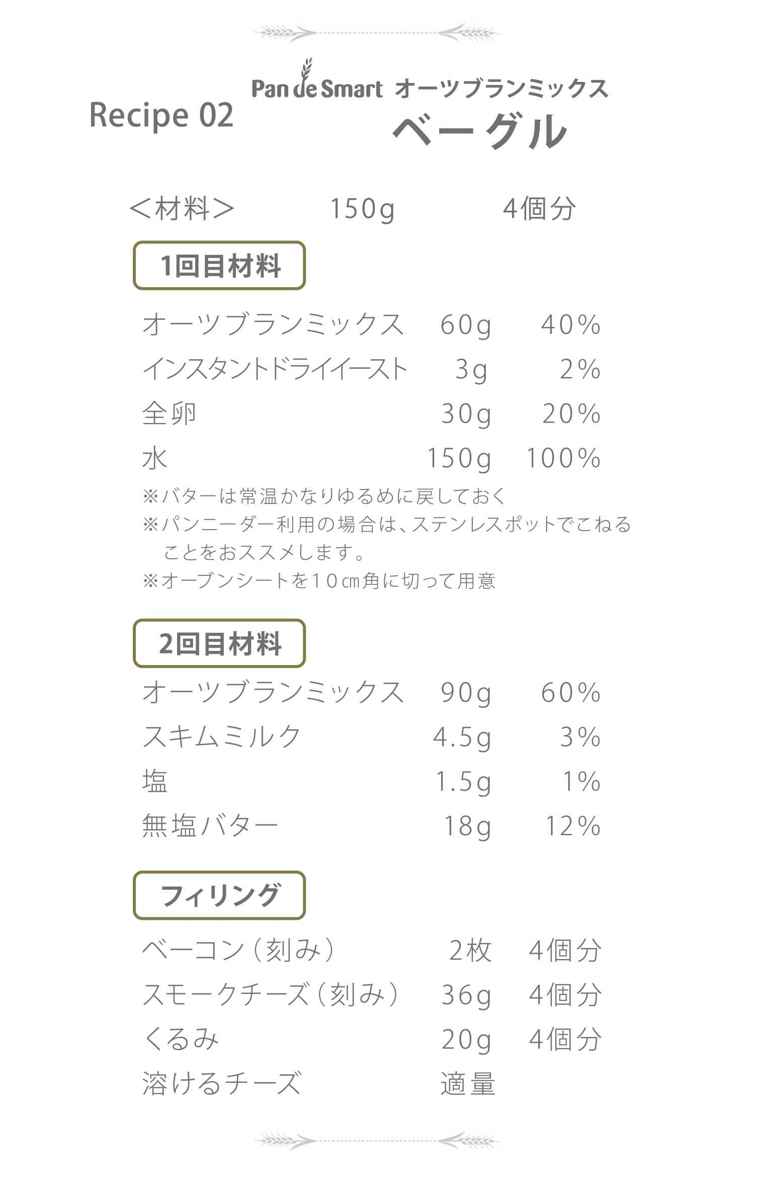 Pan de Smart オーツブランミックス
Recipe 02
ベーグル
＜材料＞ 150g 4個分
1回目材料
オーツブランミックス 60g 40%
インスタントドライイースト 3g 2%
全卵 30g 20%
水 150g 100%
※バターは常温かなりゆるめに戻しておく
※パンニーダー利用の場合は、ステンレスポットでこねる
ことをおススメします。
※オーブンシートを10㎝角に切って用意
2回目材料
オーツブランミックス 90g 60%
スキムミルク 4.5g 3%
塩 1.5g 1%
無塩バター 18g 12%
フィリング
ベーコン（刻み） 2枚 4個分
スモークチーズ（刻み） 36g 4個分
くるみ 20g 4個分
溶けるチーズ 適量